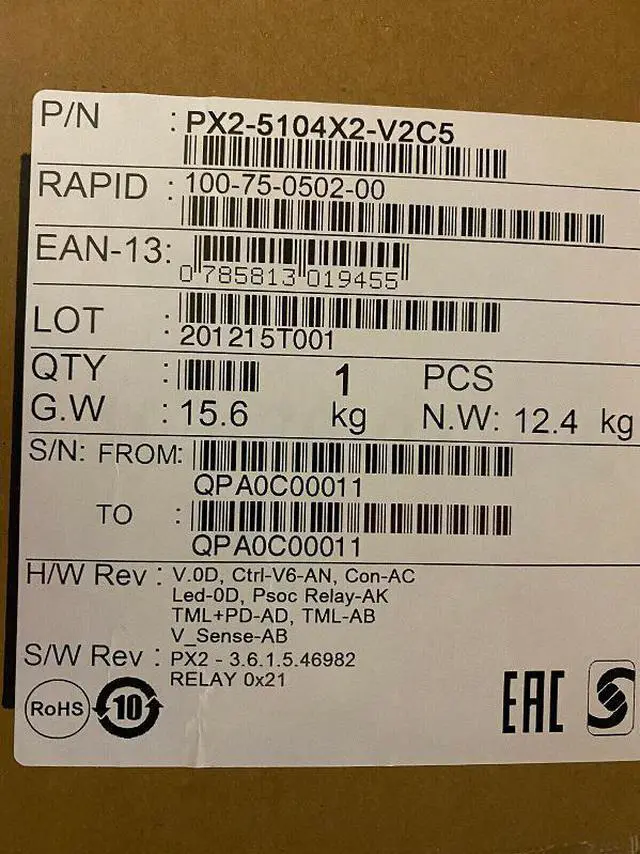 P/N : PX2-5104X2-V2C5
RAPID : 100-75-0502-00
EAN-13:
0 785813 019455
LOT :
201215T001
QTY : 1 PCS
G.W : 15.6 kg N.W: 12.4 kg
S/N: FROM:
QPA0C00011
TO :
QPA0C00011
H/W Rev : V.0D, Ctrl-V6-AN, Con-AC
Led-0D, Psoc Relay-AK
TML+PD-AD, TML-AB
V_Sense-AB
S/W Rev : PX2 - 3.6.1.5.46982
RELAY 0x21
RoHS 10 EAC